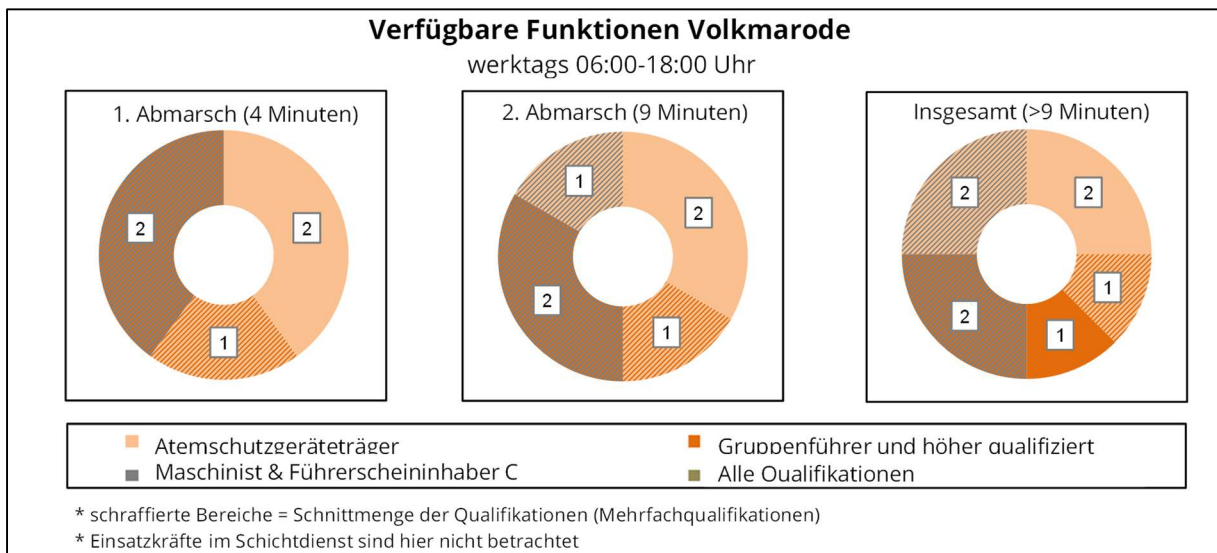 Verfügbare Funktionen Volkmarode
werktags 06:00-18:00 Uhr
1. Abmarsch (4 Minuten)
2
2
1
2. Abmarsch (9 Minuten)
1
2
2
1
Insgesamt (>9 Minuten)
2
2
1
2
1
Atemschutzgeräteträger
Gruppenführer und höher qualifiziert
Maschinist & Führerscheininhaber C
Alle Qualifikationen
* schraffierte Bereiche = Schnittmenge der Qualifikationen (Mehrfachqualifikationen)
* Einsatzkräfte im Schichtdienst sind hier nicht betrachtet